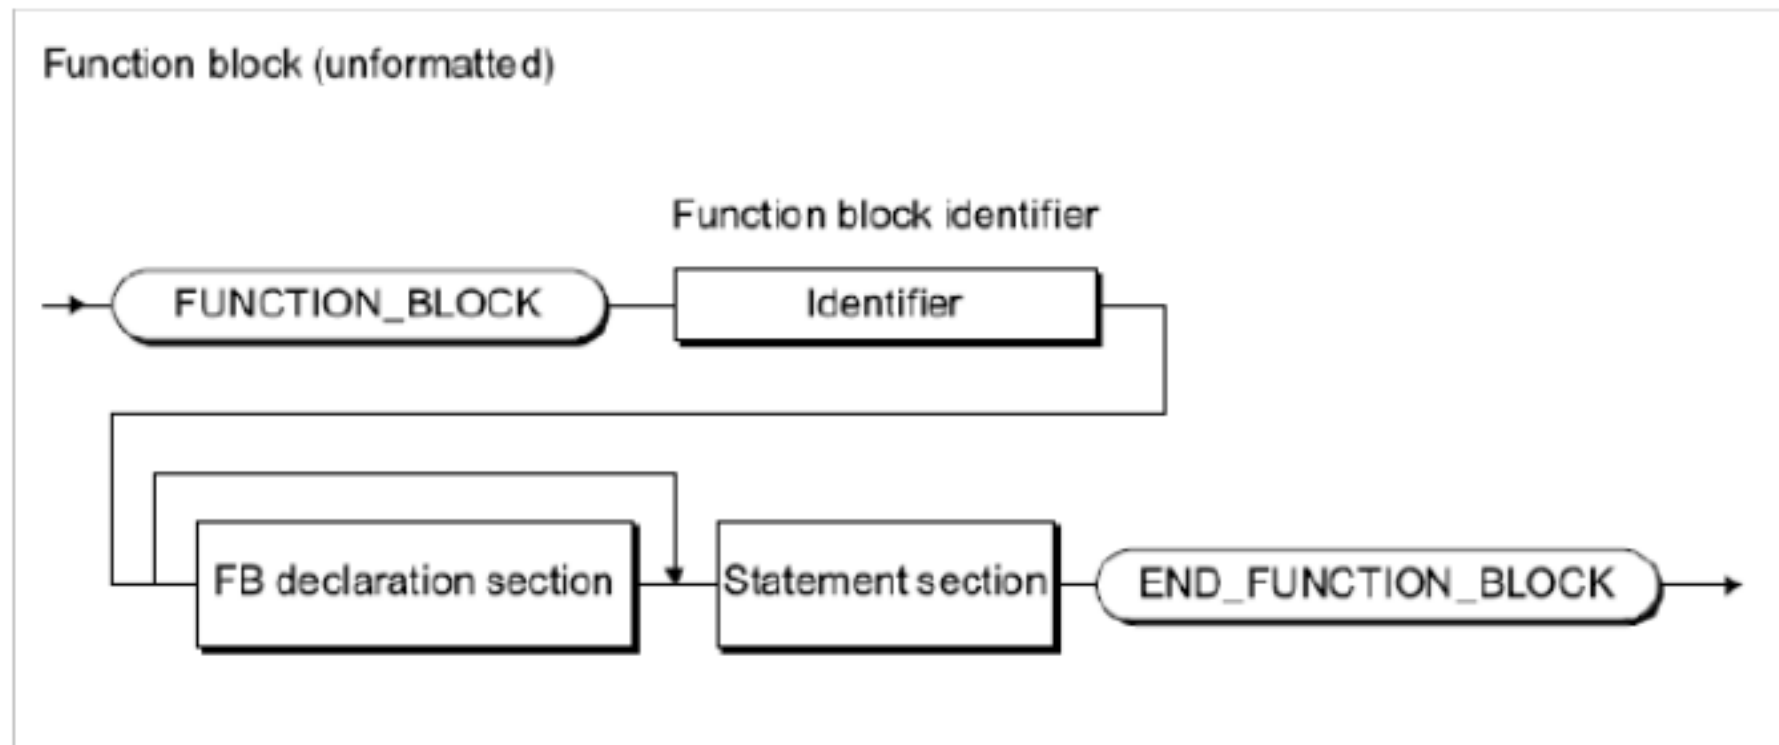 Function block (unformatted)
Function block identifier
FUNCTION_BLOCK
Identifier
FB declaration section
Statement section
END_FUNCTION_BLOCK